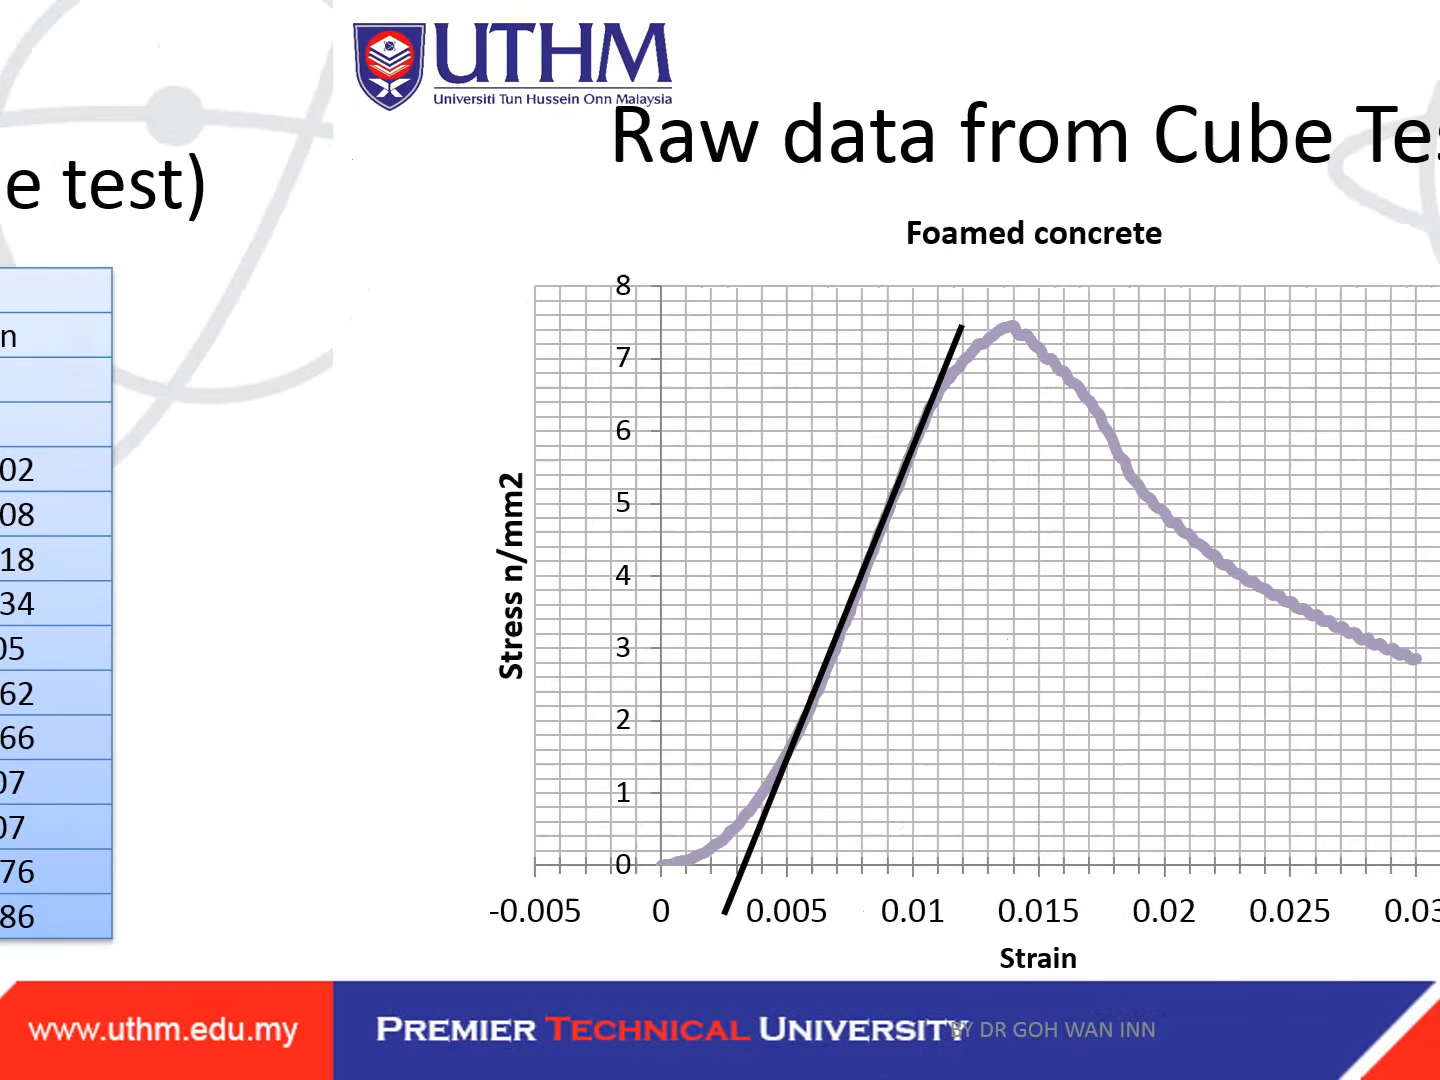 e test)
n
02
08
18
34
05
62
66
07
07
76
86
www.uthm.edu.my
UTHM
Universiti Tun Hussein Onn Malaysia
Raw data from Cube Tes
Foamed concrete
8
7
6
5
4
3
2
1
0
Stress n/mm2
-0.005 0 0.005 0.01 0.015 0.02 0.025 0.03
Strain
PREMIER TECHNICAL UNIVERSIT
BY DR GOH WAN INN